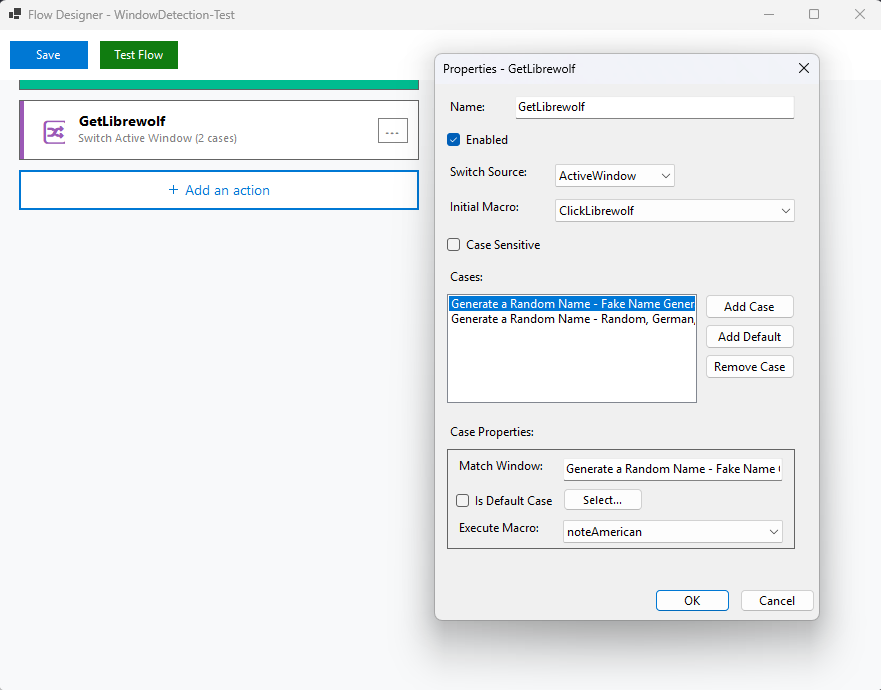 Flow Designer - WindowDetection-Test
Save
Test Flow
GetLibrewolf
Switch Active Window (2 cases)
...
+ Add an action
Properties - GetLibrewolf
Name:
GetLibrewolf
Enabled
Switch Source:
ActiveWindow
Initial Macro:
ClickLibrewolf
Case Sensitive
Cases:
Generate a Random Name - Fake Name Gener
Generate a Random Name - Random, German,
Add Case
Add Default
Remove Case
Case Properties:
Match Window:
Generate a Random Name - Fake Name
Is Default Case
Select...
Execute Macro:
noteAmerican
OK
Cancel